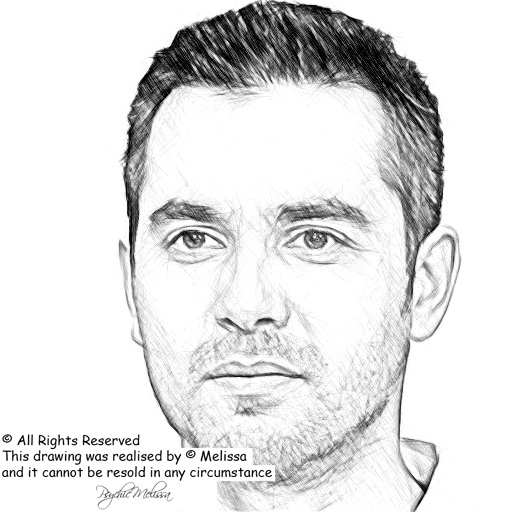 © All Rights Reserved
This drawing was realised by © Melissa
and it cannot be resold in any circumstance
Psychic Melissa